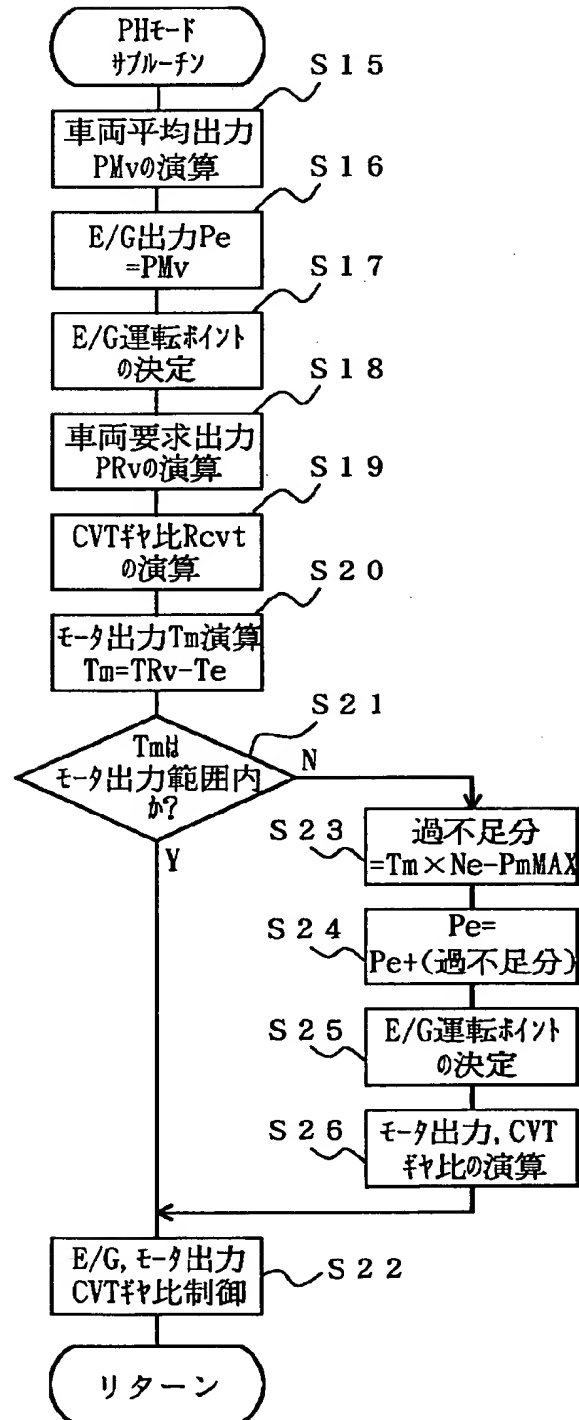 PHモード
サブルーチン
S15
車両平均出力
PMvの演算
S16
E/G出力Pe
=PMv
S17
E/G運転ポイント
の決定
S18
車両要求出力
PRvの演算
S19
CVTギヤ比Rcvt
の演算
S20
モータ出力Tm演算
Tm=TRv-Te
S21
Tmは
モータ出力範囲内
か?
N
Y
S23
過不足分
=Tm×Ne-PmMAX
S24
Pe=
Pe+(過不足分)
S25
E/G運転ポイント
の決定
S26
モータ出力,CVT
ギヤ比の演算
E/G,モータ出力
CVTギヤ比制御
S22
リターン